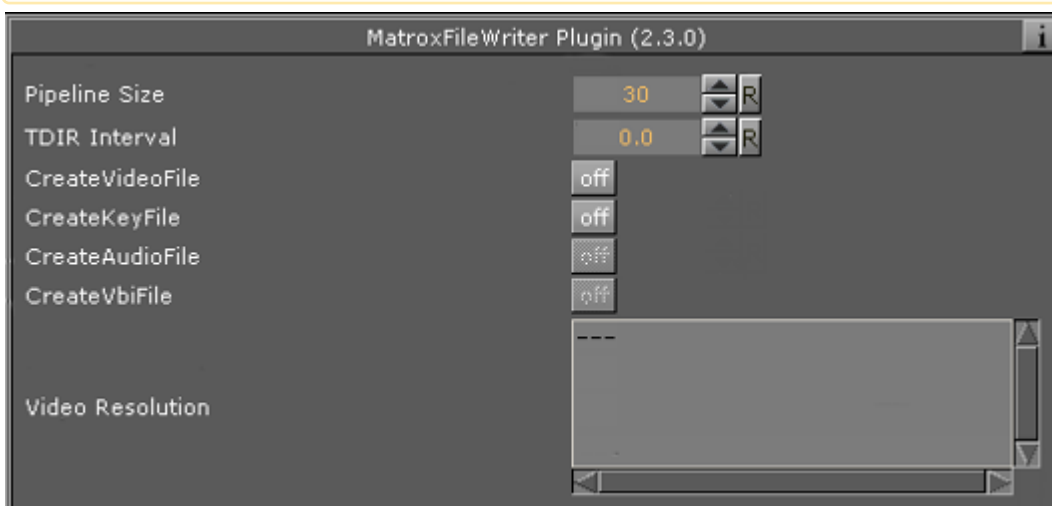 MatroxFileWriter Plugin (2.3.0) i
Pipeline Size 30 R
TDIR Interval 0.0 R
CreateVideoFile off
CreateKeyFile off
CreateAudioFile off
CreateVbiFile off
---
Video Resolution